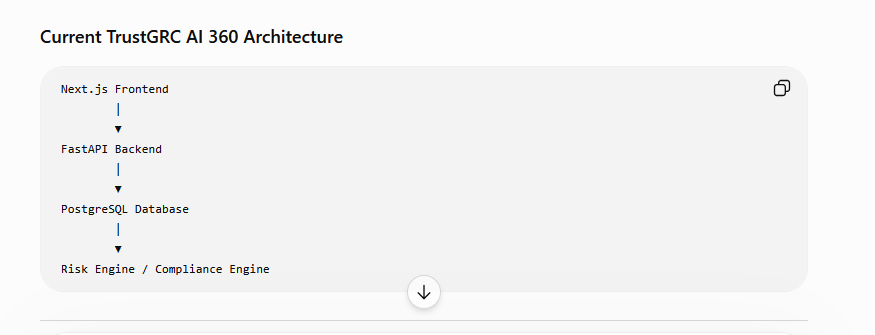 Current TrustGRC AI 360 Architecture
Next.js Frontend
|
▼
FastAPI Backend
|
▼
PostgreSQL Database
|
▼
Risk Engine / Compliance Engine